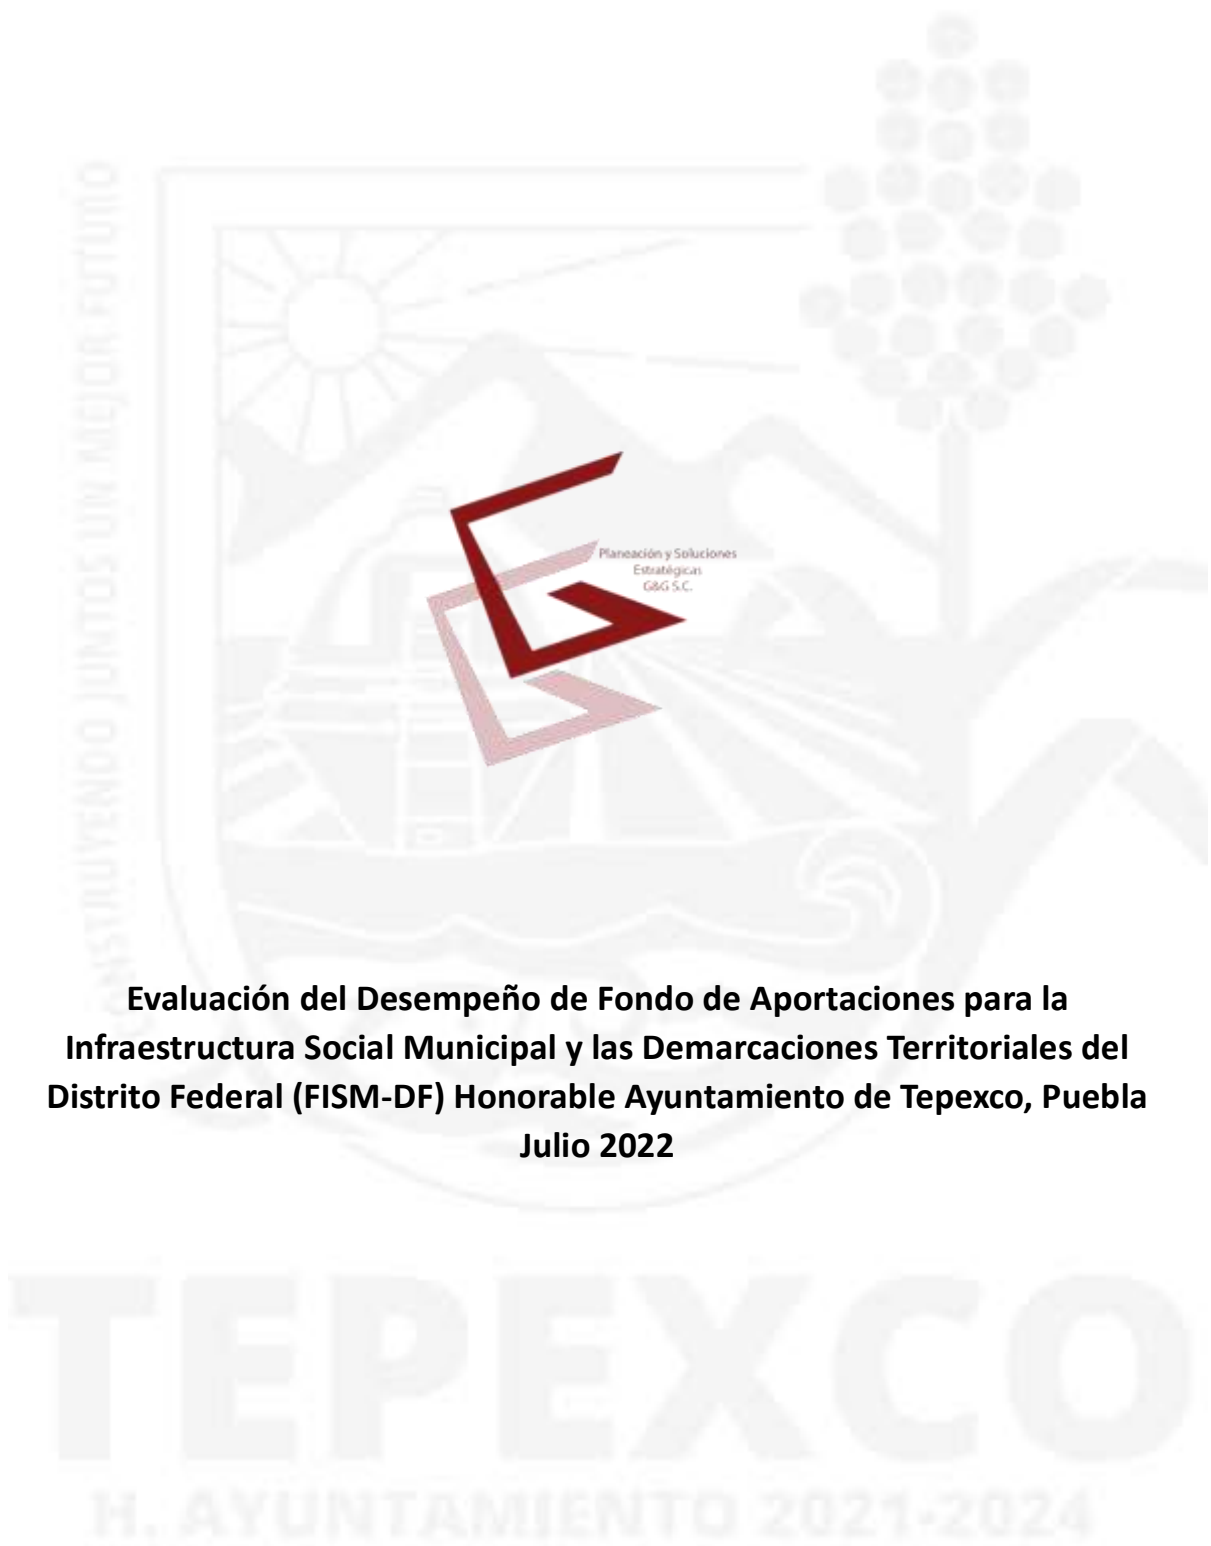 CONSTRUYENDO JUNTOS UN MEJOR FUTURO
Planeación y Soluciones
Estratégicas
G&G S.C.
Evaluación del Desempeño de Fondo de Aportaciones para la
Infraestructura Social Municipal y las Demarcaciones Territoriales del
Distrito Federal (FISM-DF) Honorable Ayuntamiento de Tepexco, Puebla
Julio 2022
TEPEXCO
H. AYUNTAMIENTO 2021-2024